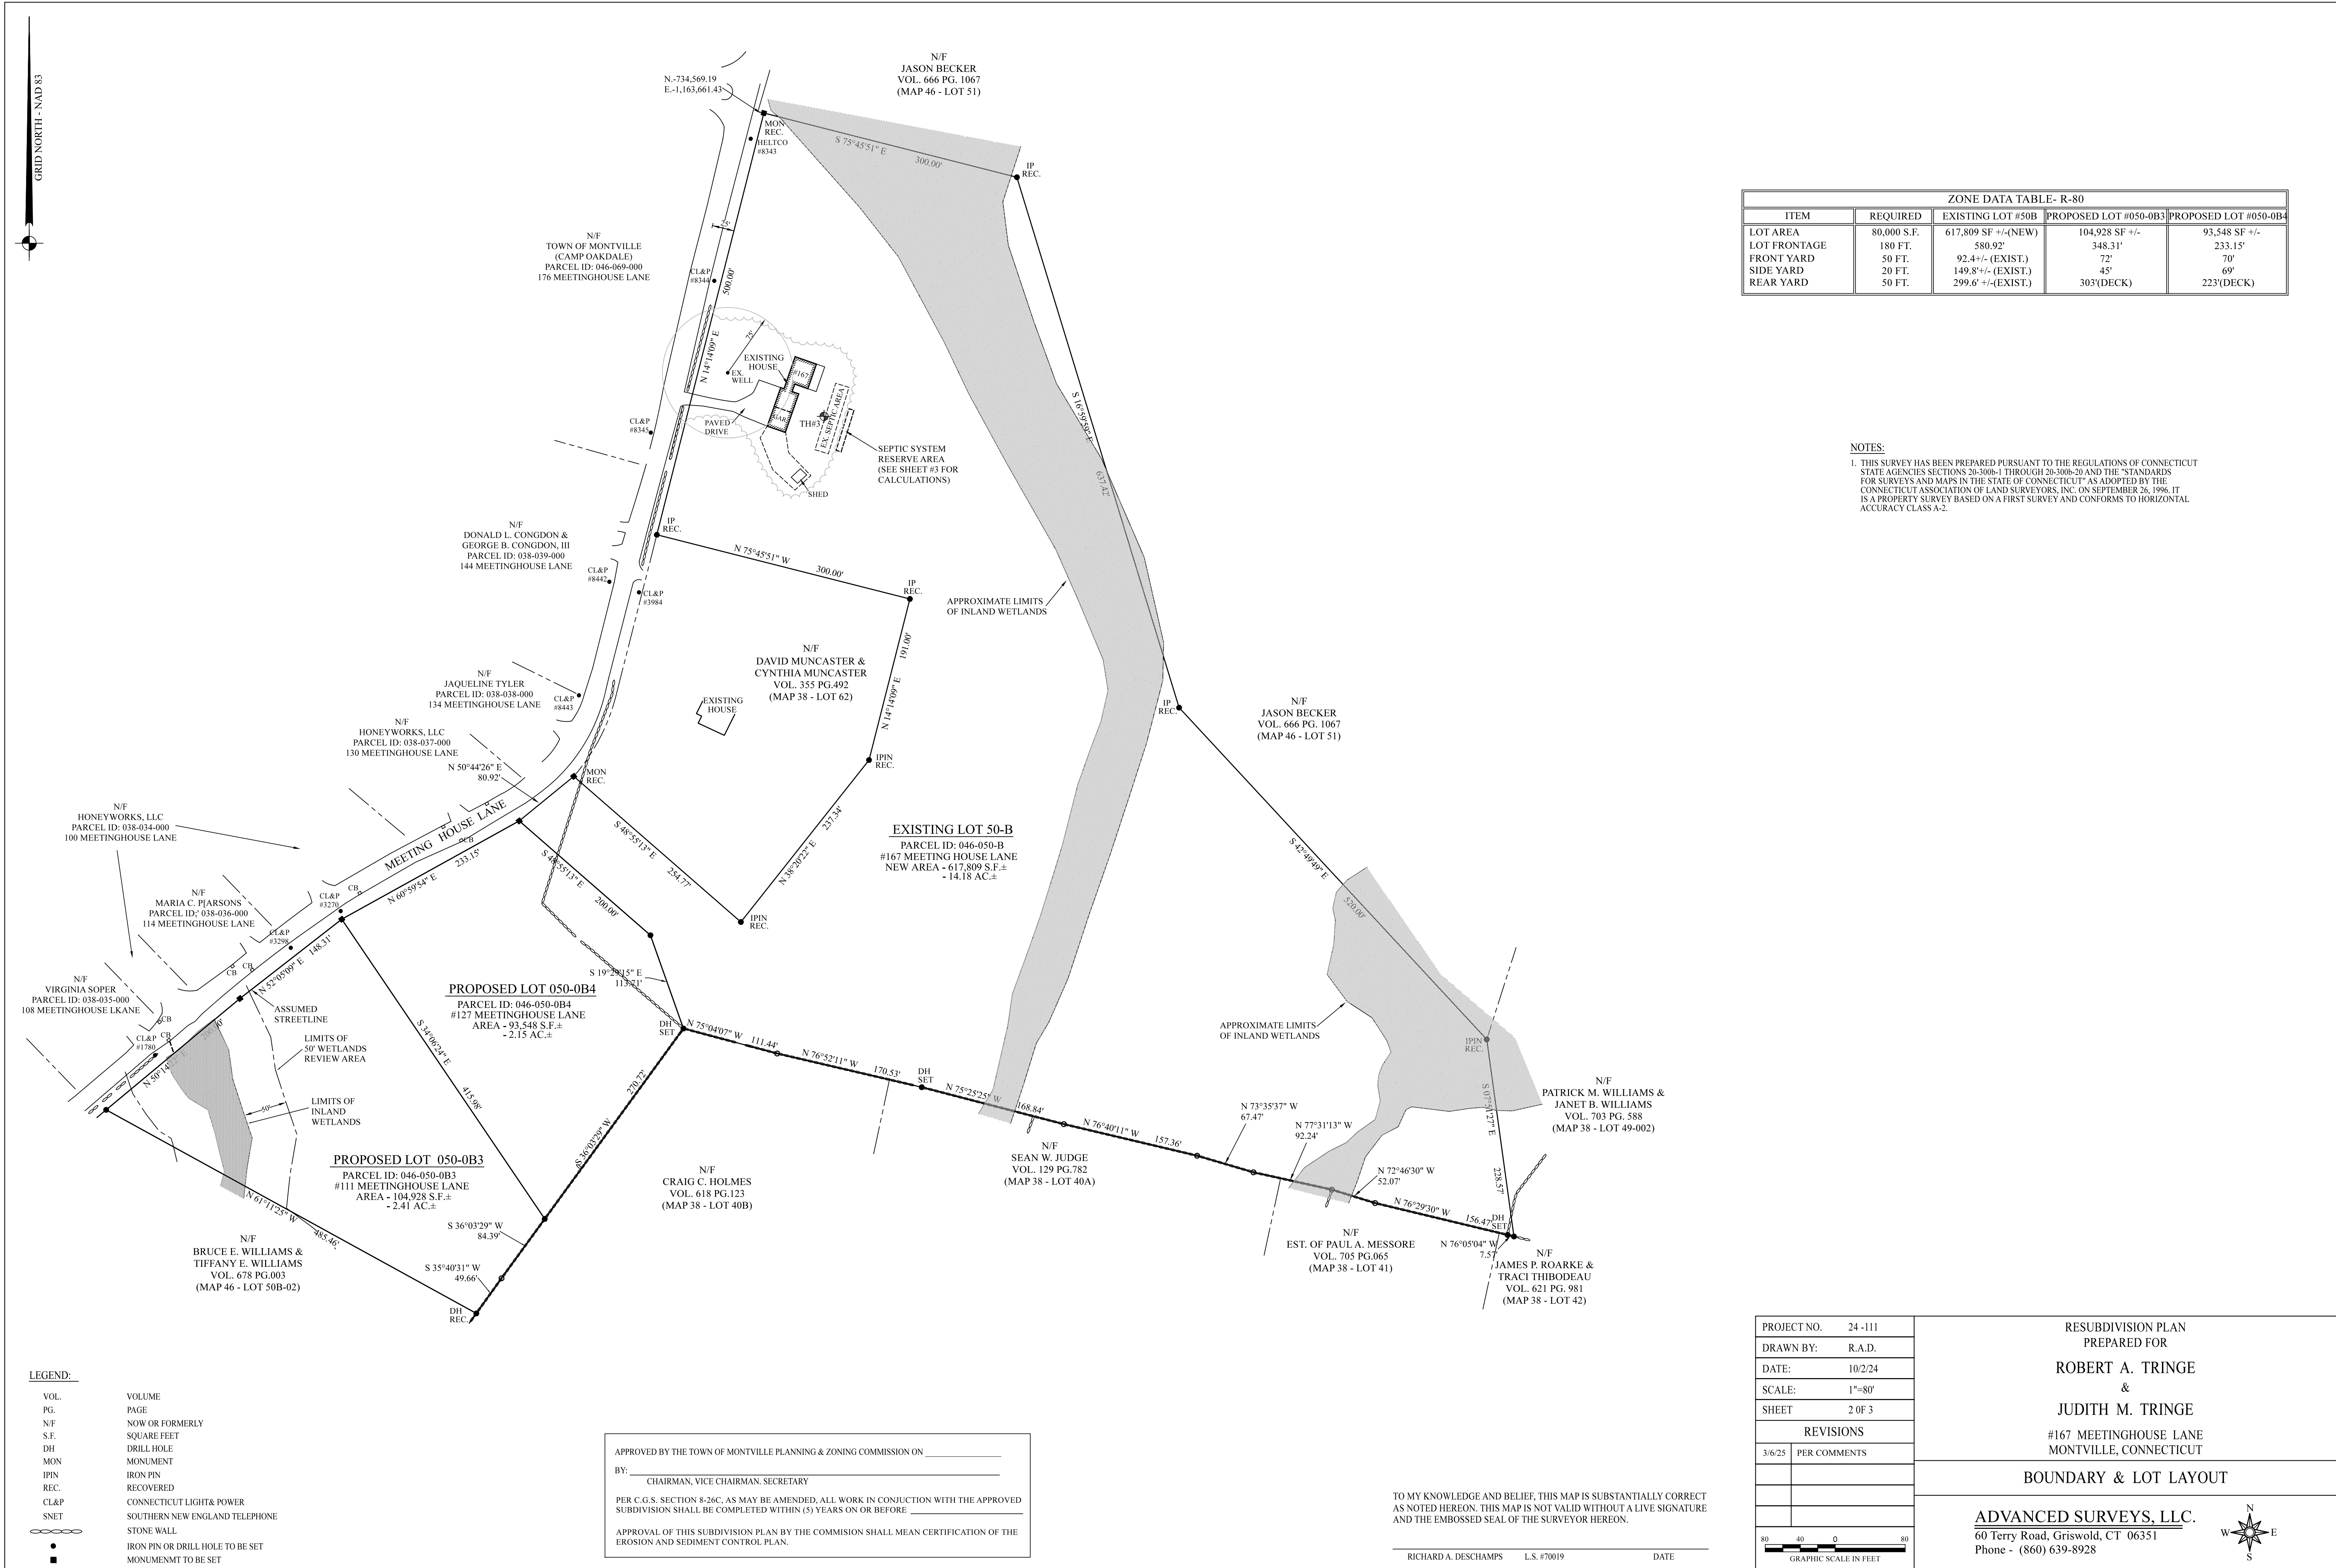 GRID NORTH - NAD 83
N.-734,569.19
E.-1,163,661.43
N/F
JASON BECKER
VOL. 666 PG. 1067
(MAP 46 - LOT 51)
MON
REC.
HELTCO
#8343
S 75°45'51" E
300.00'
IP
REC.
25'
N/F
TOWN OF MONTVILLE
(CAMP OAKDALE)
PARCEL ID: 046-069-000
176 MEETINGHOUSE LANE
CL&P
#8344
500.00'
N 14°14'09" E
75'
EXISTING
HOUSE
#167
EX.
WELL
GAR.
TH#3
EX. SEPTIC AREA
PAVED
DRIVE
CL&P
#8345
SEPTIC SYSTEM
RESERVE AREA
(SEE SHEET #3 FOR
CALCULATIONS)
SHED
S 16°59'59" E
637.42'
IP
REC.
N/F
DONALD L. CONGDON &
GEORGE B. CONGDON, III
PARCEL ID: 038-039-000
144 MEETINGHOUSE LANE
CL&P
#8442
CL&P
#3984
N 75°45'51" W
300.00'
IP
REC.
APPROXIMATE LIMITS
OF INLAND WETLANDS
191.00'
N 14°14'09" E
N/F
DAVID MUNCASTER &
CYNTHIA MUNCASTER
VOL. 355 PG.492
(MAP 38 - LOT 62)
EXISTING
HOUSE
N/F
JAQUELINE TYLER
PARCEL ID: 038-038-000
134 MEETINGHOUSE LANE
CL&P
#8443
N/F
HONEYWORKS, LLC
PARCEL ID: 038-037-000
130 MEETINGHOUSE LANE
N 50°44'26" E
80.92'
MON
REC.
IPIN
REC.
IP
REC.
N/F
JASON BECKER
VOL. 666 PG. 1067
(MAP 46 - LOT 51)
N/F
HONEYWORKS, LLC
PARCEL ID: 038-034-000
100 MEETINGHOUSE LANE
MEETING HOUSE LANE
CB
233.15'
N 60°59'54" E
S 48°55'13" E
254.77'
237.34'
N 38°20'22" E
EXISTING LOT 50-B
PARCEL ID: 046-050-B
#167 MEETING HOUSE LANE
NEW AREA - 617,809 S.F.±
- 14.18 AC.±
S 42°49'49" E
520.00'
S 48°55'13" E
200.00'
IPIN
REC.
N/F
MARIA C. P[ARSONS
PARCEL ID;' 038-036-000
114 MEETINGHOUSE LANE
CL&P
#3270
CB
CL&P
#3298
148.31'
N 52°05'09" E
CB
CB
N/F
VIRGINIA SOPER
PARCEL ID: 038-035-000
108 MEETINGHOUSE LKANE
ASSUMED
STREETLINE
CB
CB
CL&P
#1780
LIMITS OF
50' WETLANDS
REVIEW AREA
50'
LIMITS OF
INLAND
WETLANDS
S 19°29'15" E
113.71'
PROPOSED LOT 050-0B4
PARCEL ID: 046-050-0B4
#127 MEETINGHOUSE LANE
AREA - 93,548 S.F.±
- 2.15 AC.±
S 34°06'24" E
415.98'
DH
SET
N 75°04'07" W
111.44'
N 76°52'11" W
170.53'
DH
SET
N 75°25'25" W
168.84'
N 76°40'11" W
157.36'
N 73°35'37" W
67.47'
N 77°31'13" W
92.24'
N 72°46'30" W
52.07'
N 76°29'30" W
156.47'
DH
SET
N 76°05'04" W
7.57'
APPROXIMATE LIMITS
OF INLAND WETLANDS
IPIN
REC.
S 07°51'27" E
228.57'
N/F
PATRICK M. WILLIAMS &
JANET B. WILLIAMS
VOL. 703 PG. 588
(MAP 38 - LOT 49-002)
270.72'
S 36°03'29" W
PROPOSED LOT 050-0B3
PARCEL ID: 046-050-0B3
#111 MEETINGHOUSE LANE
AREA - 104,928 S.F.±
- 2.41 AC.±
N/F
CRAIG C. HOLMES
VOL. 618 PG.123
(MAP 38 - LOT 40B)
N/F
SEAN W. JUDGE
VOL. 129 PG.782
(MAP 38 - LOT 40A)
N/F
EST. OF PAUL A. MESSORE
VOL. 705 PG.065
(MAP 38 - LOT 41)
N/F
JAMES P. ROARKE &
TRACI THIBODEAU
VOL. 621 PG. 981
(MAP 38 - LOT 42)
N 61°11'25" W
485.46'
S 36°03'29" W
84.39'
S 35°40'31" W
49.66'
DH
REC.
N/F
BRUCE E. WILLIAMS &
TIFFANY E. WILLIAMS
VOL. 678 PG.003
(MAP 46 - LOT 50B-02)
ZONE DATA TABLE- R-80
ITEM REQUIRED EXISTING LOT #50B PROPOSED LOT #050-0B3 PROPOSED LOT #050-0B4
LOT AREA 80,000 S.F. 617,809 SF +/-(NEW) 104,928 SF +/- 93,548 SF +/-
LOT FRONTAGE 180 FT. 580.92' 348.31' 233.15'
FRONT YARD 50 FT. 92.4+/- (EXIST.) 72' 70'
SIDE YARD 20 FT. 149.8'+/- (EXIST.) 45' 69'
REAR YARD 50 FT. 299.6' +/-(EXIST.) 303'(DECK) 223'(DECK)
NOTES:
1. THIS SURVEY HAS BEEN PREPARED PURSUANT TO THE REGULATIONS OF CONNECTICUT
STATE AGENCIES SECTIONS 20-300b-1 THROUGH 20-300b-20 AND THE "STANDARDS
FOR SURVEYS AND MAPS IN THE STATE OF CONNECTICUT" AS ADOPTED BY THE
CONNECTICUT ASSOCIATION OF LAND SURVEYORS, INC. ON SEPTEMBER 26, 1996. IT
IS A PROPERTY SURVEY BASED ON A FIRST SURVEY AND CONFORMS TO HORIZONTAL
ACCURACY CLASS A-2.
LEGEND:
VOL. VOLUME
PG. PAGE
N/F NOW OR FORMERLY
S.F. SQUARE FEET
DH DRILL HOLE
MON MONUMENT
IPIN IRON PIN
REC. RECOVERED
CL&P CONNECTICUT LIGHT& POWER
SNET SOUTHERN NEW ENGLAND TELEPHONE
STONE WALL
IRON PIN OR DRILL HOLE TO BE SET
MONUMENMT TO BE SET
APPROVED BY THE TOWN OF MONTVILLE PLANNING & ZONING COMMISSION ON
BY:
CHAIRMAN, VICE CHAIRMAN. SECRETARY
PER C.G.S. SECTION 8-26C, AS MAY BE AMENDED, ALL WORK IN CONJUCTION WITH THE APPROVED
SUBDIVISION SHALL BE COMPLETED WITHIN (5) YEARS ON OR BEFORE
APPROVAL OF THIS SUBDIVISION PLAN BY THE COMMISION SHALL MEAN CERTIFICATION OF THE
EROSION AND SEDIMENT CONTROL PLAN.
TO MY KNOWLEDGE AND BELIEF, THIS MAP IS SUBSTANTIALLY CORRECT
AS NOTED HEREON. THIS MAP IS NOT VALID WITHOUT A LIVE SIGNATURE
AND THE EMBOSSED SEAL OF THE SURVEYOR HEREON.
RICHARD A. DESCHAMPS L.S. #70019 DATE
PROJECT NO. 24 -111
DRAWN BY: R.A.D.
DATE: 10/2/24
SCALE: 1"=80'
SHEET 2 OF 3
REVISIONS
3/6/25 PER COMMENTS
80 40 0 80
GRAPHIC SCALE IN FEET
RESUBDIVISION PLAN
PREPARED FOR
ROBERT A. TRINGE
&
JUDITH M. TRINGE
#167 MEETINGHOUSE LANE
MONTVILLE, CONNECTICUT
BOUNDARY & LOT LAYOUT
ADVANCED SURVEYS, LLC.
60 Terry Road, Griswold, CT 06351
Phone - (860) 639-8928
N
W E
S